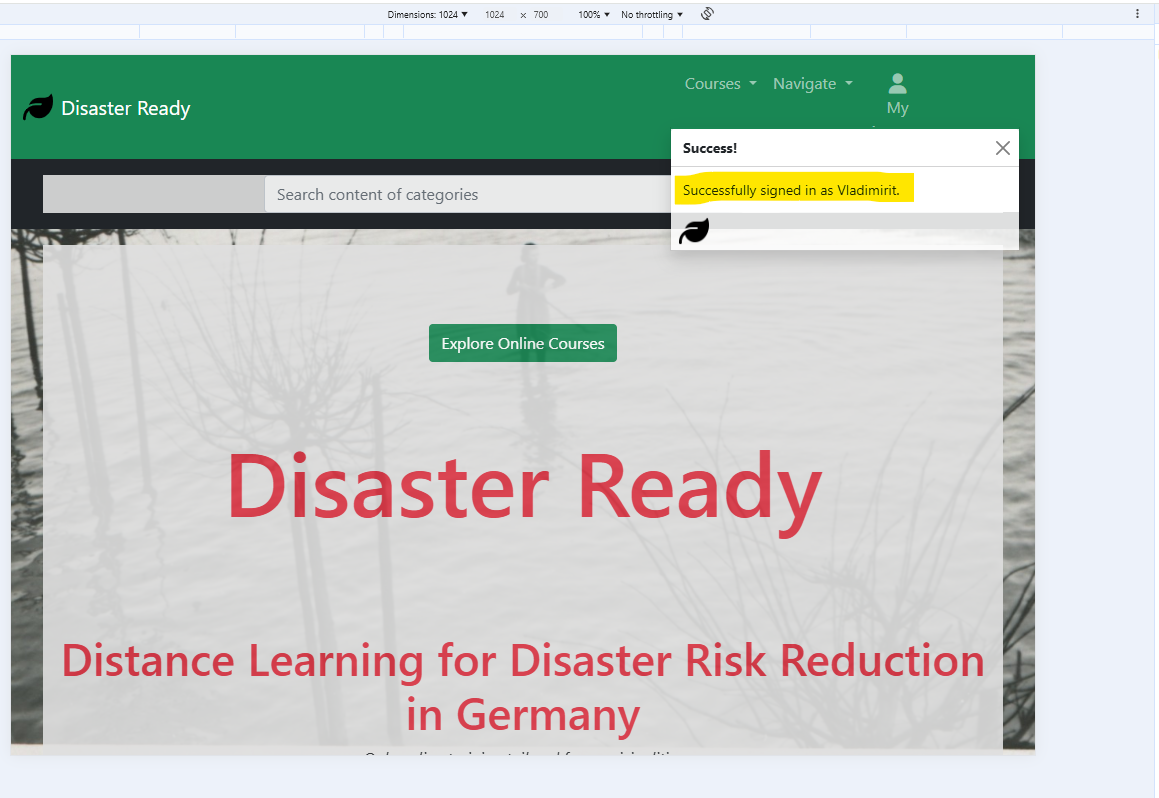 Dimensions: 1024 1024 × 700 100% No throttling
Courses Navigate
Disaster Ready
My
Success!
Successfully signed in as Vladimirit.
Search content of categories
Explore Online Courses
Disaster Ready
Distance Learning for Disaster Risk Reduction
in Germany